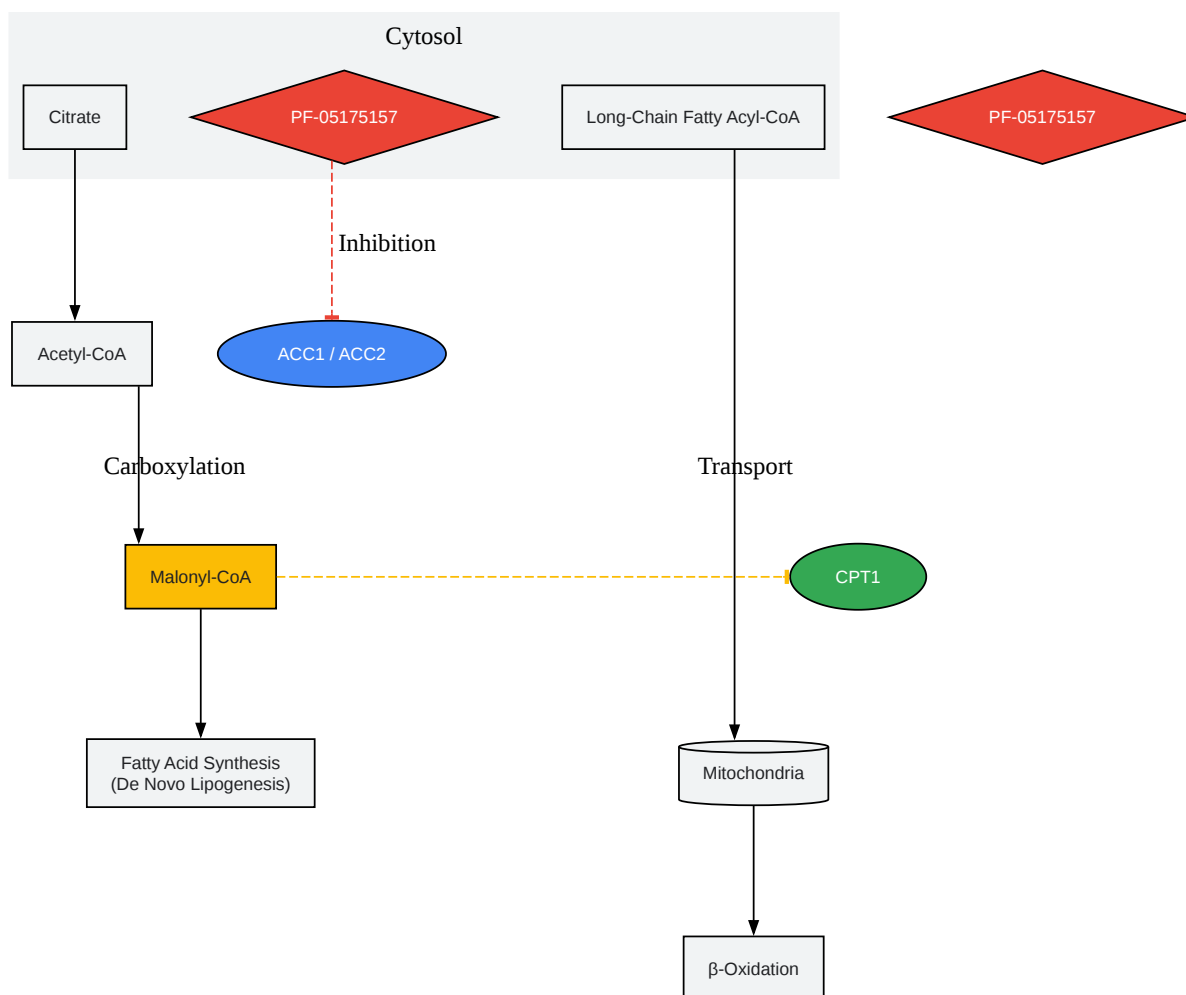 Cytosol
Citrate
PF-05175157
Long-Chain Fatty Acyl-CoA
PF-05175157
Inhibition
Acetyl-CoA
ACC1 / ACC2
Carboxylation
Transport
Malonyl-CoA
CPT1
Fatty Acid Synthesis
(De Novo Lipogenesis)
Mitochondria
β-Oxidation